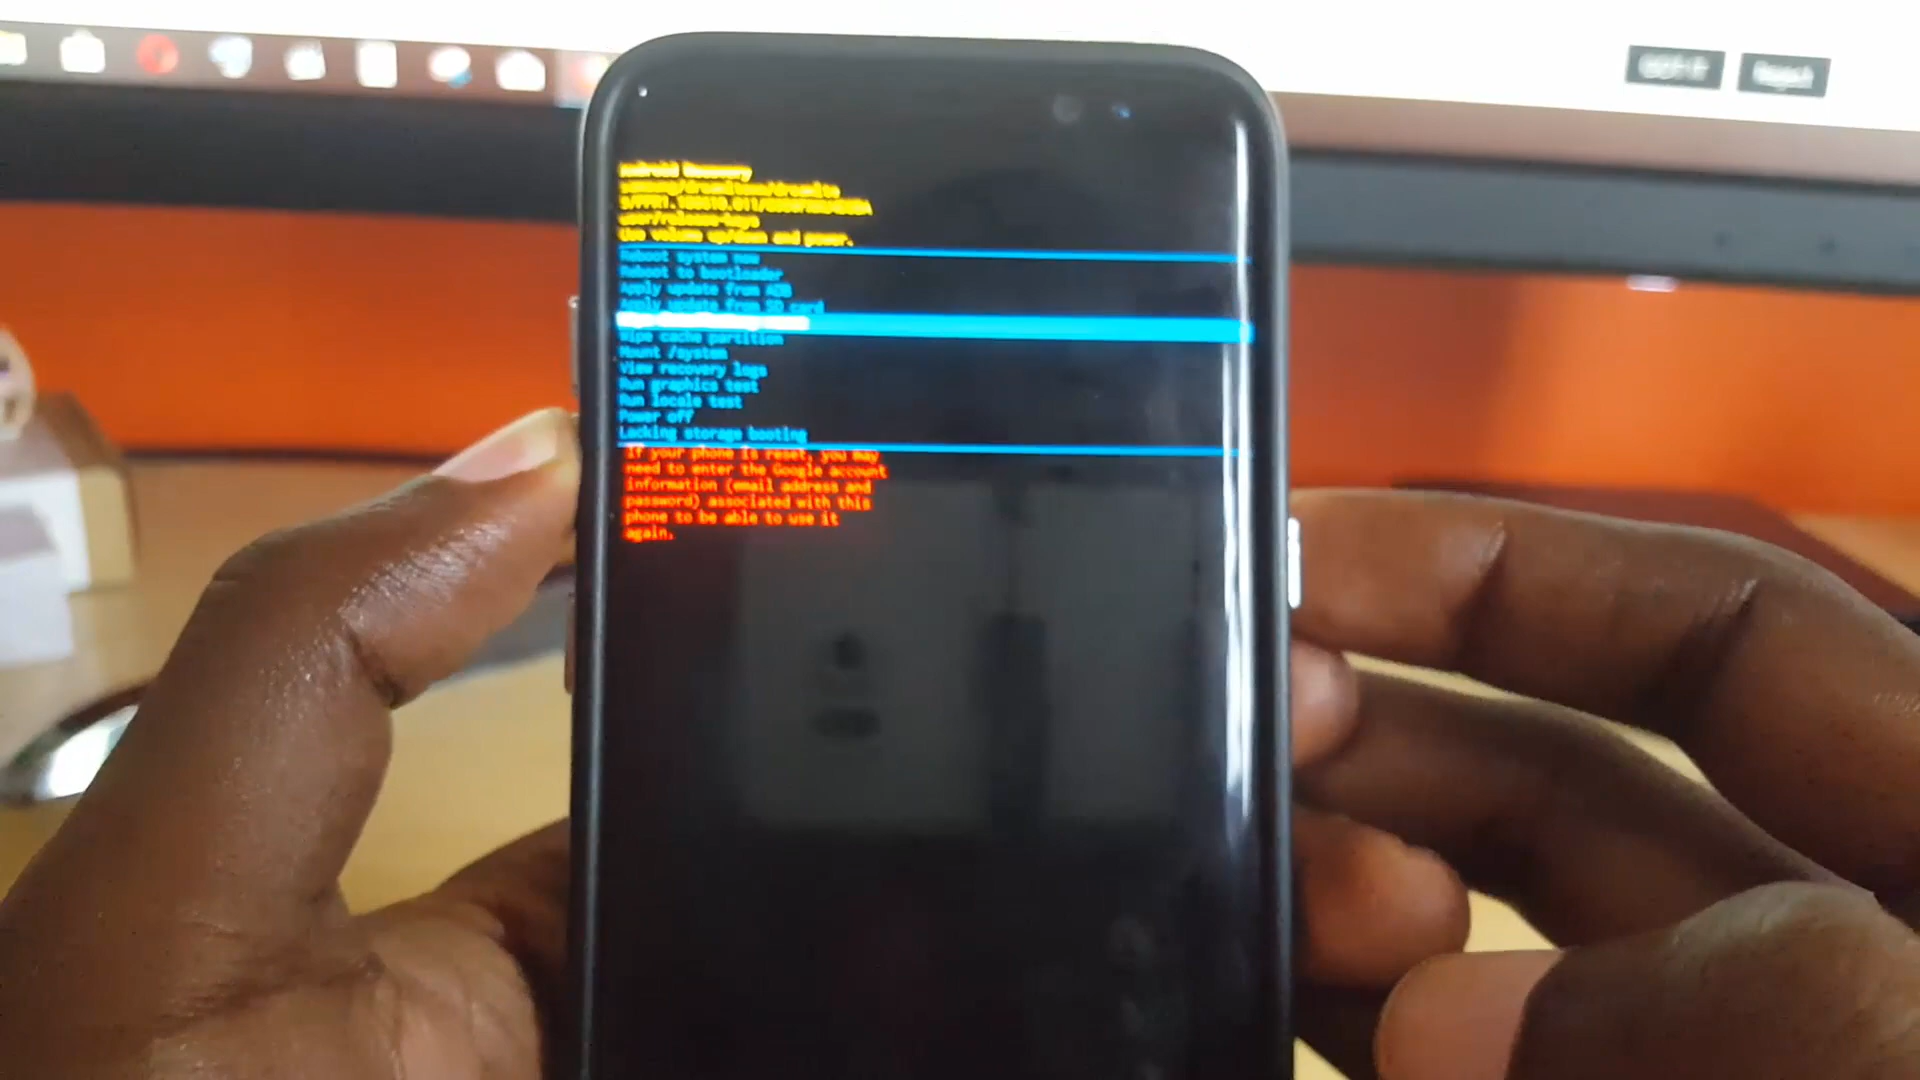 Android Recovery
user/release-keys
Use volume up/down and power.
Reboot system now
Reboot to bootloader
Apply update from ADB
Apply update from SD card
Wipe cache partition
Mount /system
View recovery logs
Run graphics test
Run locale test
Power off
Lacking storage booting
If your phone is reset, you may
need to enter the Google account
information (email address and
password) associated with this
phone to be able to use it
again.